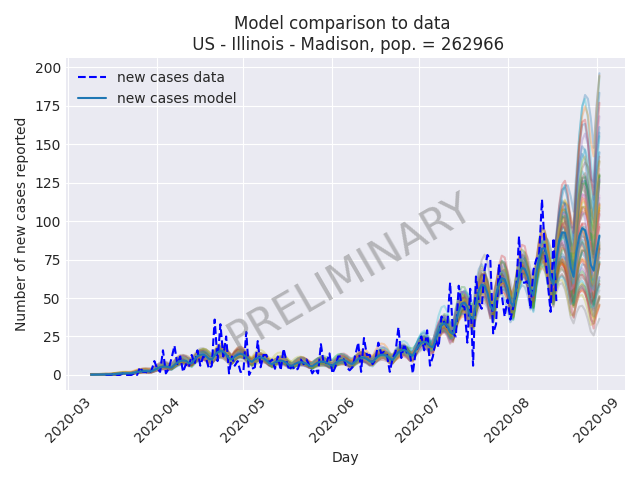 Model comparison to data
US - Illinois - Madison, pop. = 262966
new cases data
new cases model
Number of new cases reported
200
175
150
125
100
75
50
25
0
PRELIMINARY
2020-03
2020-04
2020-05
2020-06
2020-07
2020-08
2020-09
Day